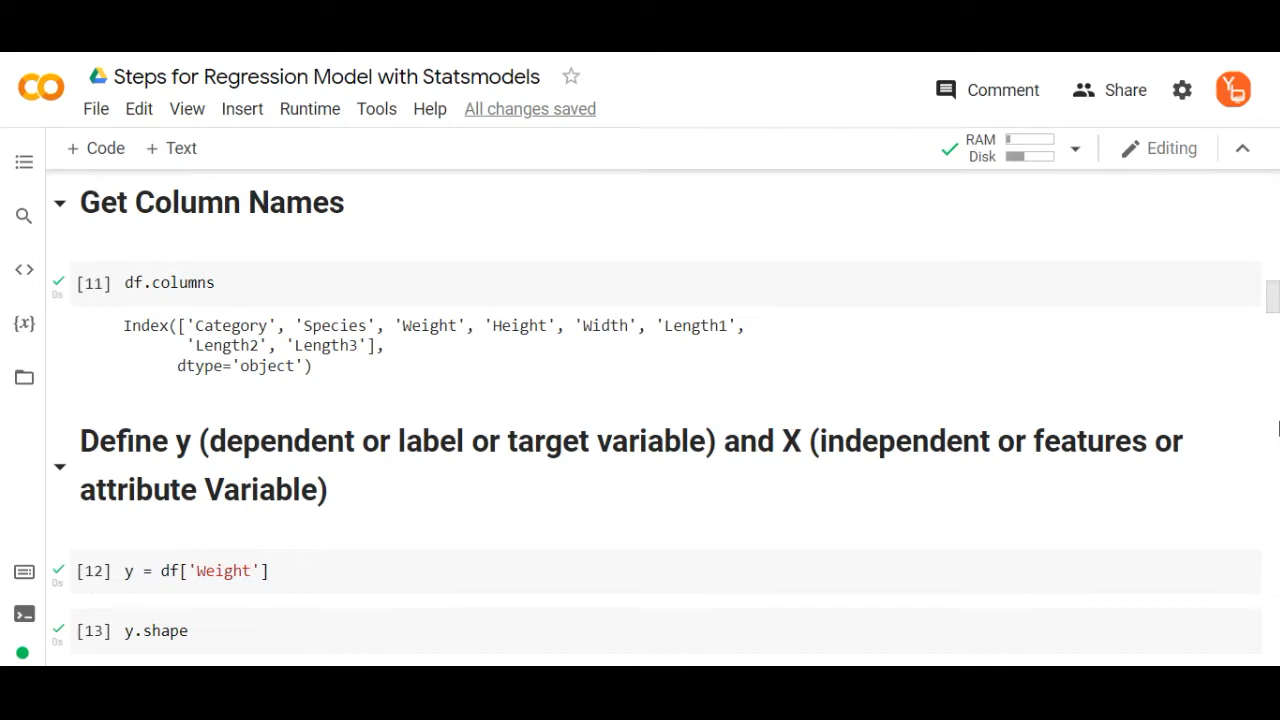 Steps for Regression Model with Statsmodels
File Edit View Insert Runtime Tools Help All changes saved
Comment Share
+ Code + Text
RAM
Disk
Editing
Get Column Names
[11] df.columns
Index(['Category', 'Species', 'Weight', 'Height', 'Width', 'Length1',
'Length2', 'Length3'],
dtype='object')
Define y (dependent or label or target variable) and X (independent or features or
attribute Variable)
[12] y = df['Weight']
[13] y.shape
0s
0s
0s
{x}